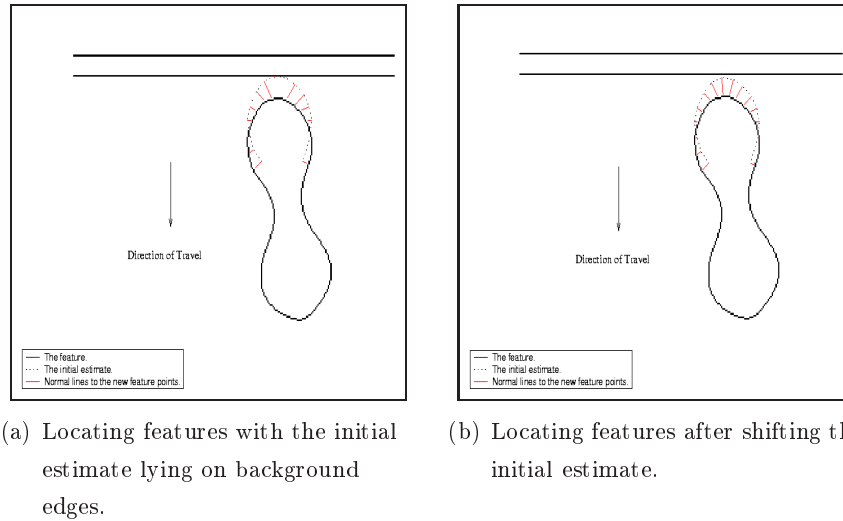 Direction of Travel
The feature.
The initial estimate.
Normal lines to the new feature points.
(a) Locating features with the initial
estimate lying on background
edges.
Direction of Travel
The feature.
The initial estimate.
Normal lines to the new feature points.
(b) Locating features after shifting th
initial estimate.